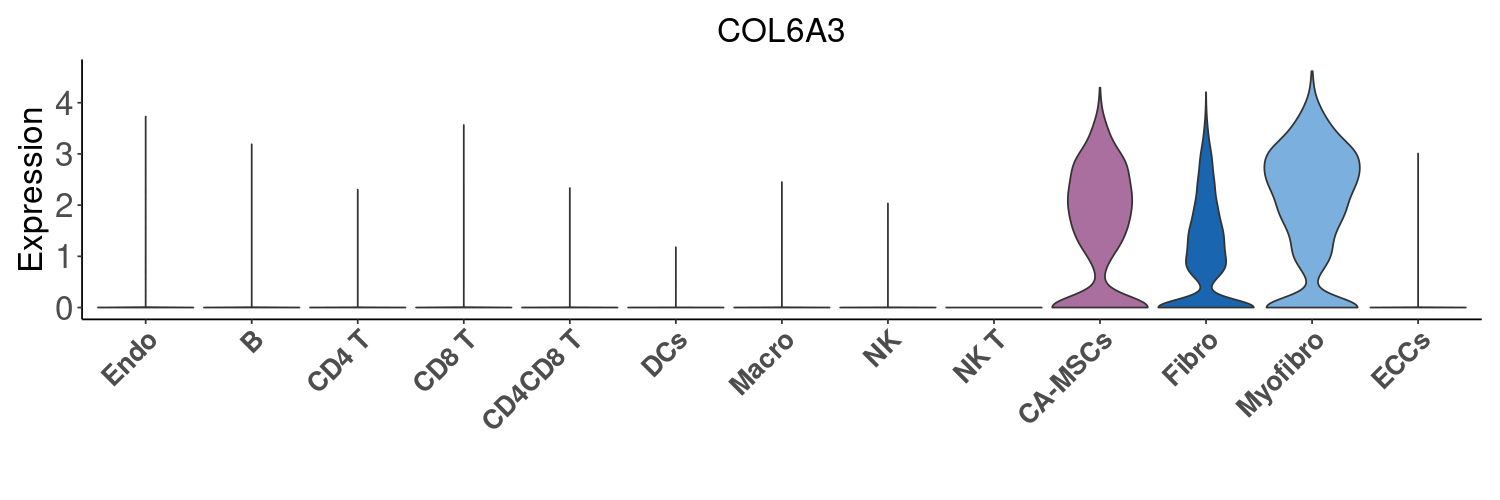 COL6A3
Expression
4
3
2
1
0
Endo
B
CD4 T
CD8 T
CD4CD8 T
DCs
Macro
NK
NK T
CA-MSCs
Fibro
Myofibro
ECCs